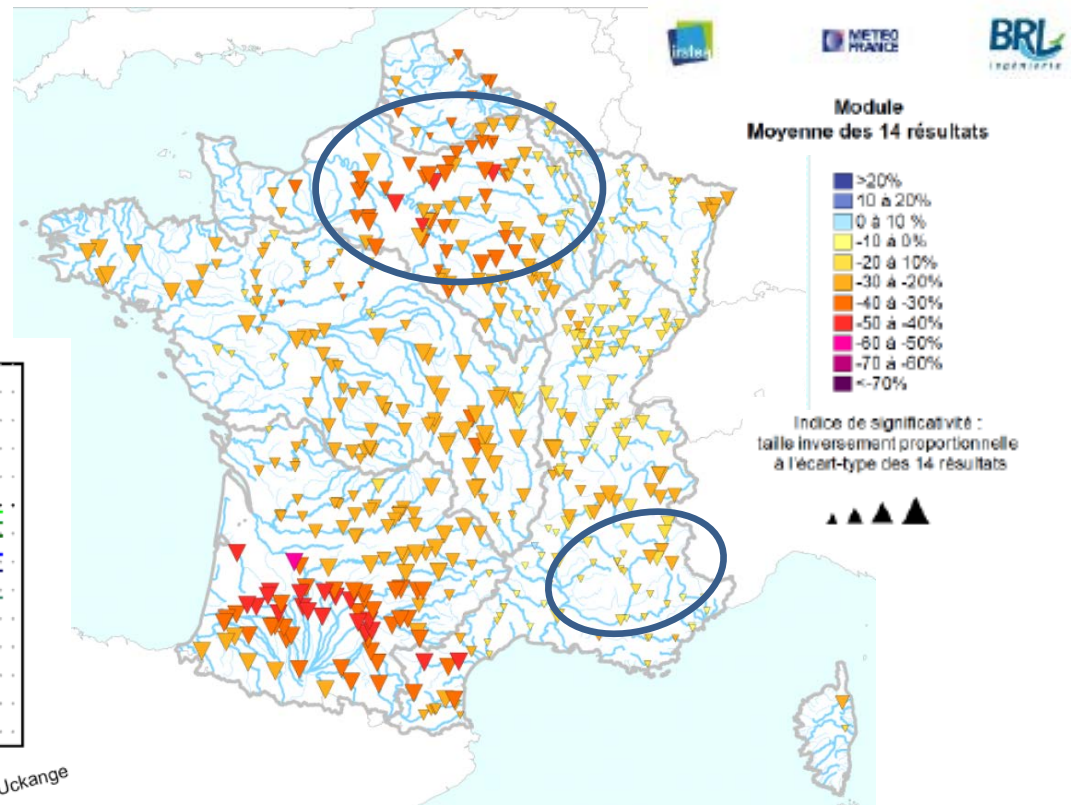 irstea
METEO
FRANCE
BRL
Ingénierie
Module
Moyenne des 14 résultats
>20%
10 à 20%
0 à 10 %
-10 à 0%
-20 à 10%
-30 à -20%
-40 à -30%
-50 à -40%
-60 à -50%
-70 à -60%
<-70%
Indice de significativité :
taille inversement proportionnelle
à l'écart-type des 14 résultats
Uckange